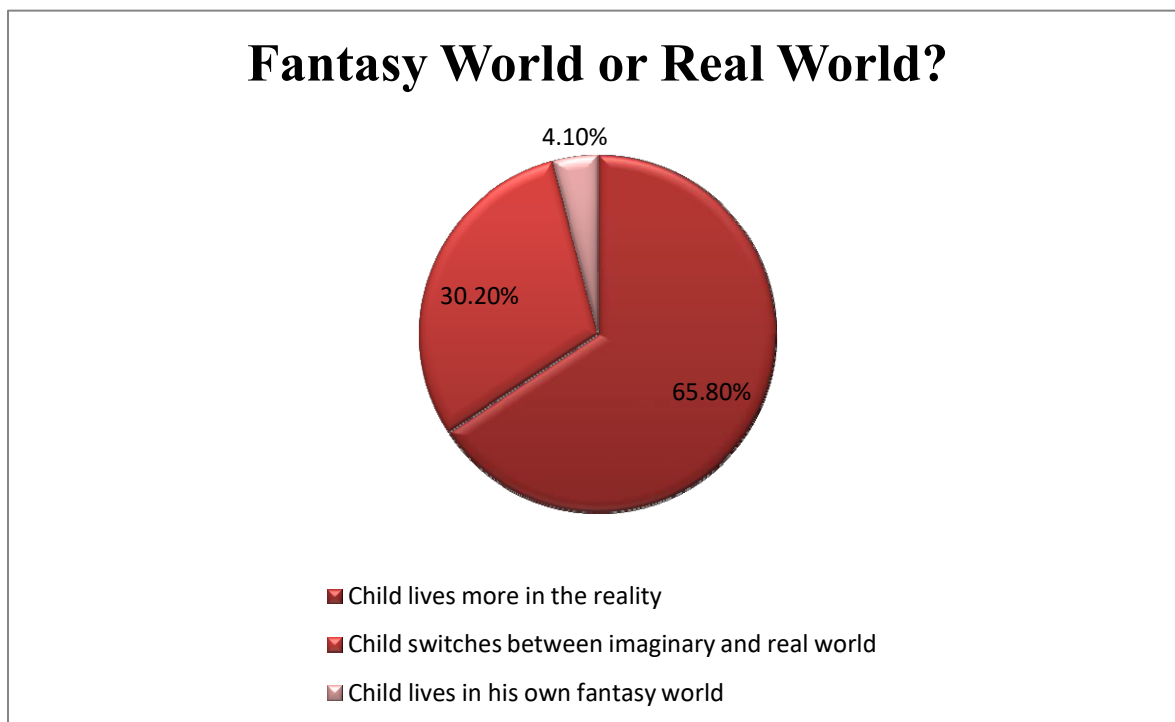 Fantasy World or Real World?
4.10%
30.20%
65.80%
Child lives more in the reality
Child switches between imaginary and real world
Child lives in his own fantasy world